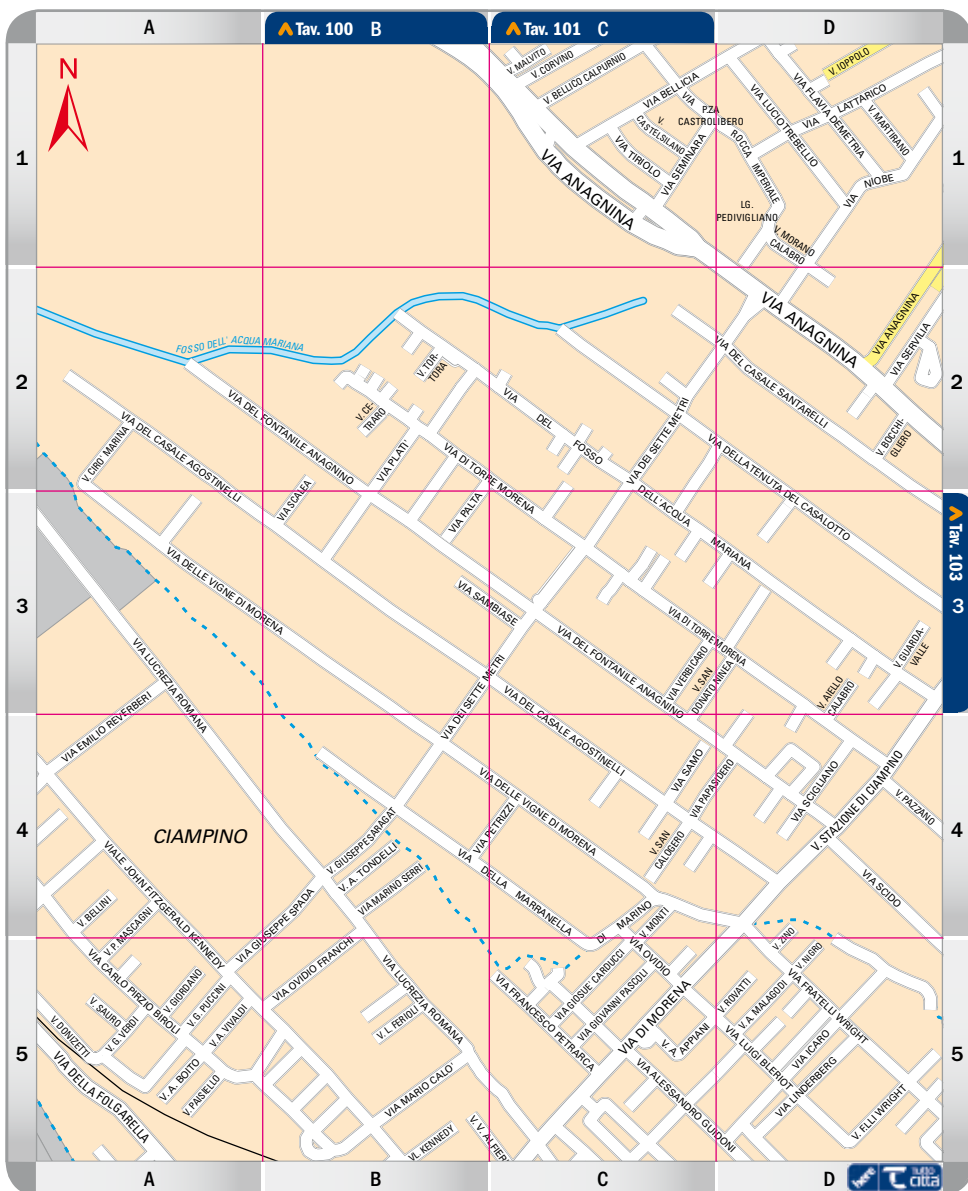 A
Tav. 100 B
Tav. 101 C
D
N
1
V. MALVITO
V. CORVINO
V. BELLICO CALPURNIO
VIA BELLICIA
VIA
ROCCA
IMPERIALE
P.ZA
CASTROLIBERO
V.
CASTELSILANO
VIA TIRIOLO
VIA SEMINARA
VIA ANAGNINA
LG.
PEDIVIGLIANO
V. MORANO
CALABRO
VIA LUCIO TREBELLIO
VIA FLAVIA DEMETRIA
V. IOPPOLO
VIA LATTARICO
V. MARTIRANO
VIA NIOBE
1
2
FOSSO DELL' ACQUA MARIANA
VIA ANAGNINA
VIA ANAGNINA
VIA SERVILIA
V. TOR-
TORA
V. CE-
TRARO
VIA DEL FONTANILE ANAGNINO
VIA PLATI'
VIA
DEL
FOSSO
DELL'ACQUA
MARIANA
VIA DEI SETTE METRI
VIA DEL CASALE SANTARELLI
V. BOCCHI-
GLIERO
VIA DEL CASALE AGOSTINELLI
V. CIRO' MARINA
VIA DI TORRE MORENA
VIA DELLA TENUTA DEL CASALOTTO
2
3
VIA SCALEA
VIA PALTA
VIA DELLE VIGNE DI MORENA
VIA SAMBIASE
VIA DEL FONTANILE ANAGNINO
VIA DI TORRE MORENA
VIA VERBICARO
V. SAN
DONATO NINEA
V. AIELLO
CALABRO
V. GUARDA-
VALLE
Tav. 103
3
VIA LUCREZIA ROMANA
VIA DEI SETTE METRI
VIA DEL CASALE AGOSTINELLI
VIA EMILIO REVERBERI
4
CIAMPINO
VIA DELLE VIGNE DI MORENA
VIA SAMO
VIA PAPASIDERO
VIA SCIGLIANO
V. STAZIONE DI CIAMPINO
V. PAZZANO
V. GIUSEPPE SARAGAT
V. A. TONDELLI
VIA MARINO SERRI
VIA PETRIZZI
VIA DELLA MARRANELLA
V. SAN
CALOGERO
VIA SCIDO
4
VIALE JOHN FITZGERALD KENNEDY
V. BELLINI
V. P. MASCAGNI
VIA GIUSEPPE SPADA
DI MARINO
V. MONTI
V. ZINO
V. NIGRO
5
VIA CARLO PIRZIO BIROLI
V. GIORDANO
V. G. PUCCINI
V. A. VIVALDI
V. SAURO
V. G. VERDI
V. DONIZETTI
V. A. BOITO
V. PAISIELLO
VIA DELLA FOLGARELLA
VIA OVIDIO FRANCHI
VIA LUCREZIA ROMANA
V. L. FERIOLI
VIA MARIO CALO'
VL. KENNEDY
V. V. ALFIERI
VIA FRANCESCO PETRARCA
VIA GIOSUE' CARDUCCI
VIA GIOVANNI PASCOLI
VIA OVIDIO
VIA DI MORENA
V. A. APPIANI
VIA ALESSANDRO GUIDONI
V. ROVATTI
V. A. MALAGODI
VIA FRATELLI WRIGHT
VIA LUIGI BLERIOT
VIA ICARO
VIA LINDERBERG
V. F.LLI WRIGHT
5
A
B
C
D
here
TUTTO
città